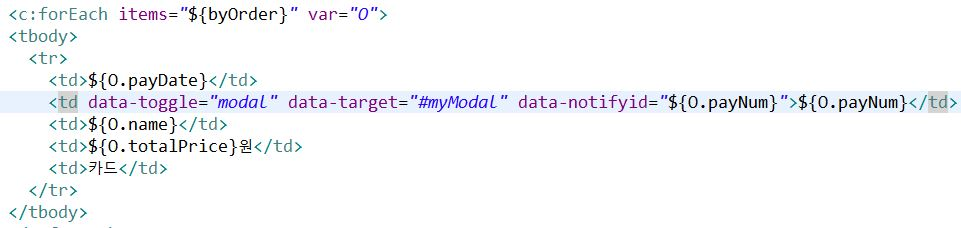 <c:forEach items="${byOrder}" var="O">
<tbody>
<tr>
<td>${O.payDate}</td>
<td data-toggle="modal" data-target="#myModal" data-notifyid="${O.payNum}">${O.payNum}</td>
<td>${O.name}</td>
<td>${O.totalPrice}원</td>
<td>카드</td>
</tr>
</tbody>